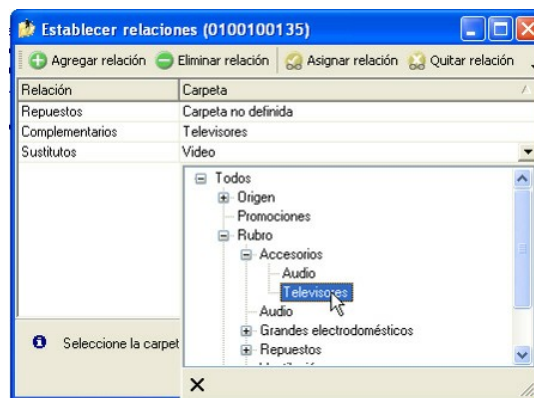 Establecer relaciones (0100100135)
Agregar relación Eliminar relación Asignar relación Quitar relación
Relación Carpeta
Repuestos Carpeta no definida
Complementarios Televisores
Sustitutos Video
Todos
Origen
Promociones
Rubro
Accesorios
Audio
Televisores
Audio
Grandes electrodomésticos
Repuestos
Seleccione la